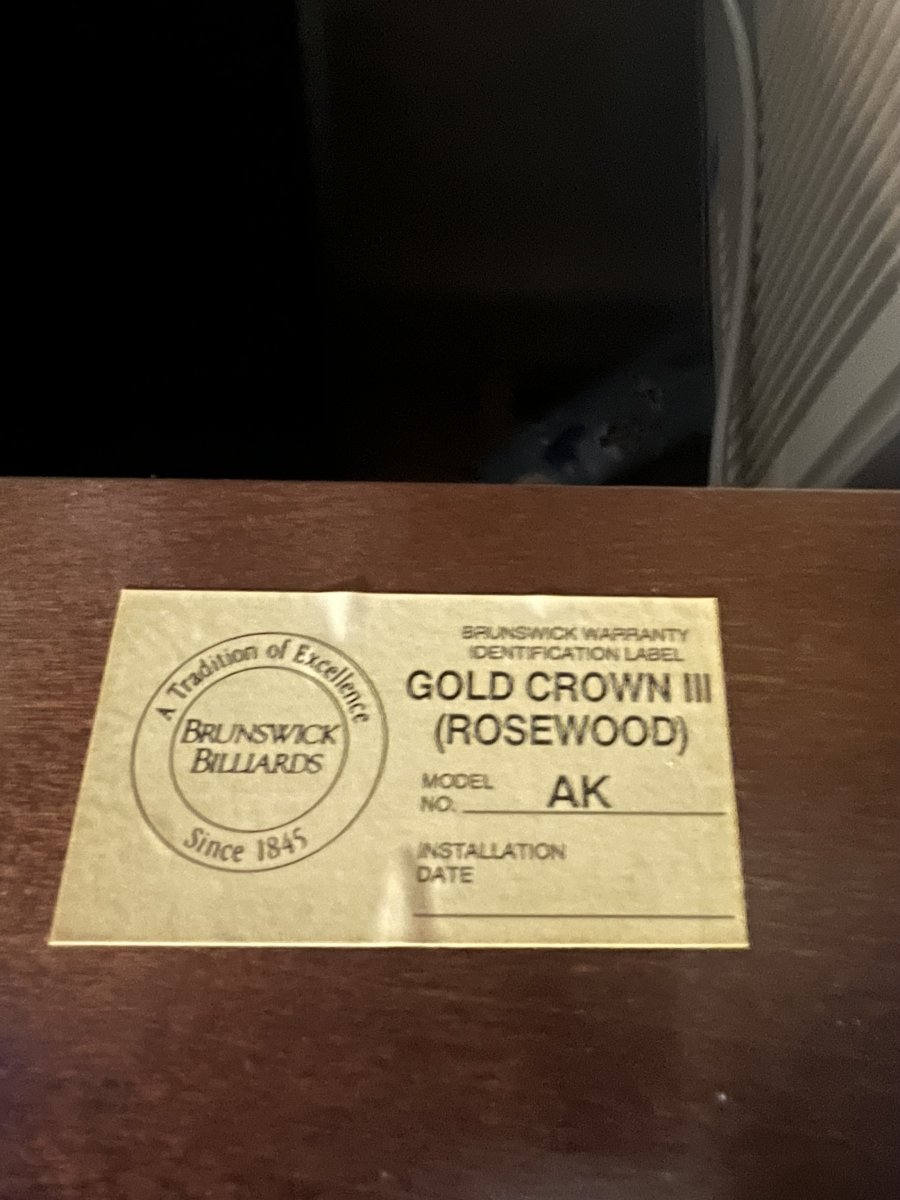 A Tradition of Excellence
BRUNSWICK
BILLIARDS
Since 1845
BRUNSWICK WARRANTY
IDENTIFICATION LABEL
GOLD CROWN III
(ROSEWOOD)
MODEL
NO. AK
INSTALLATION
DATE